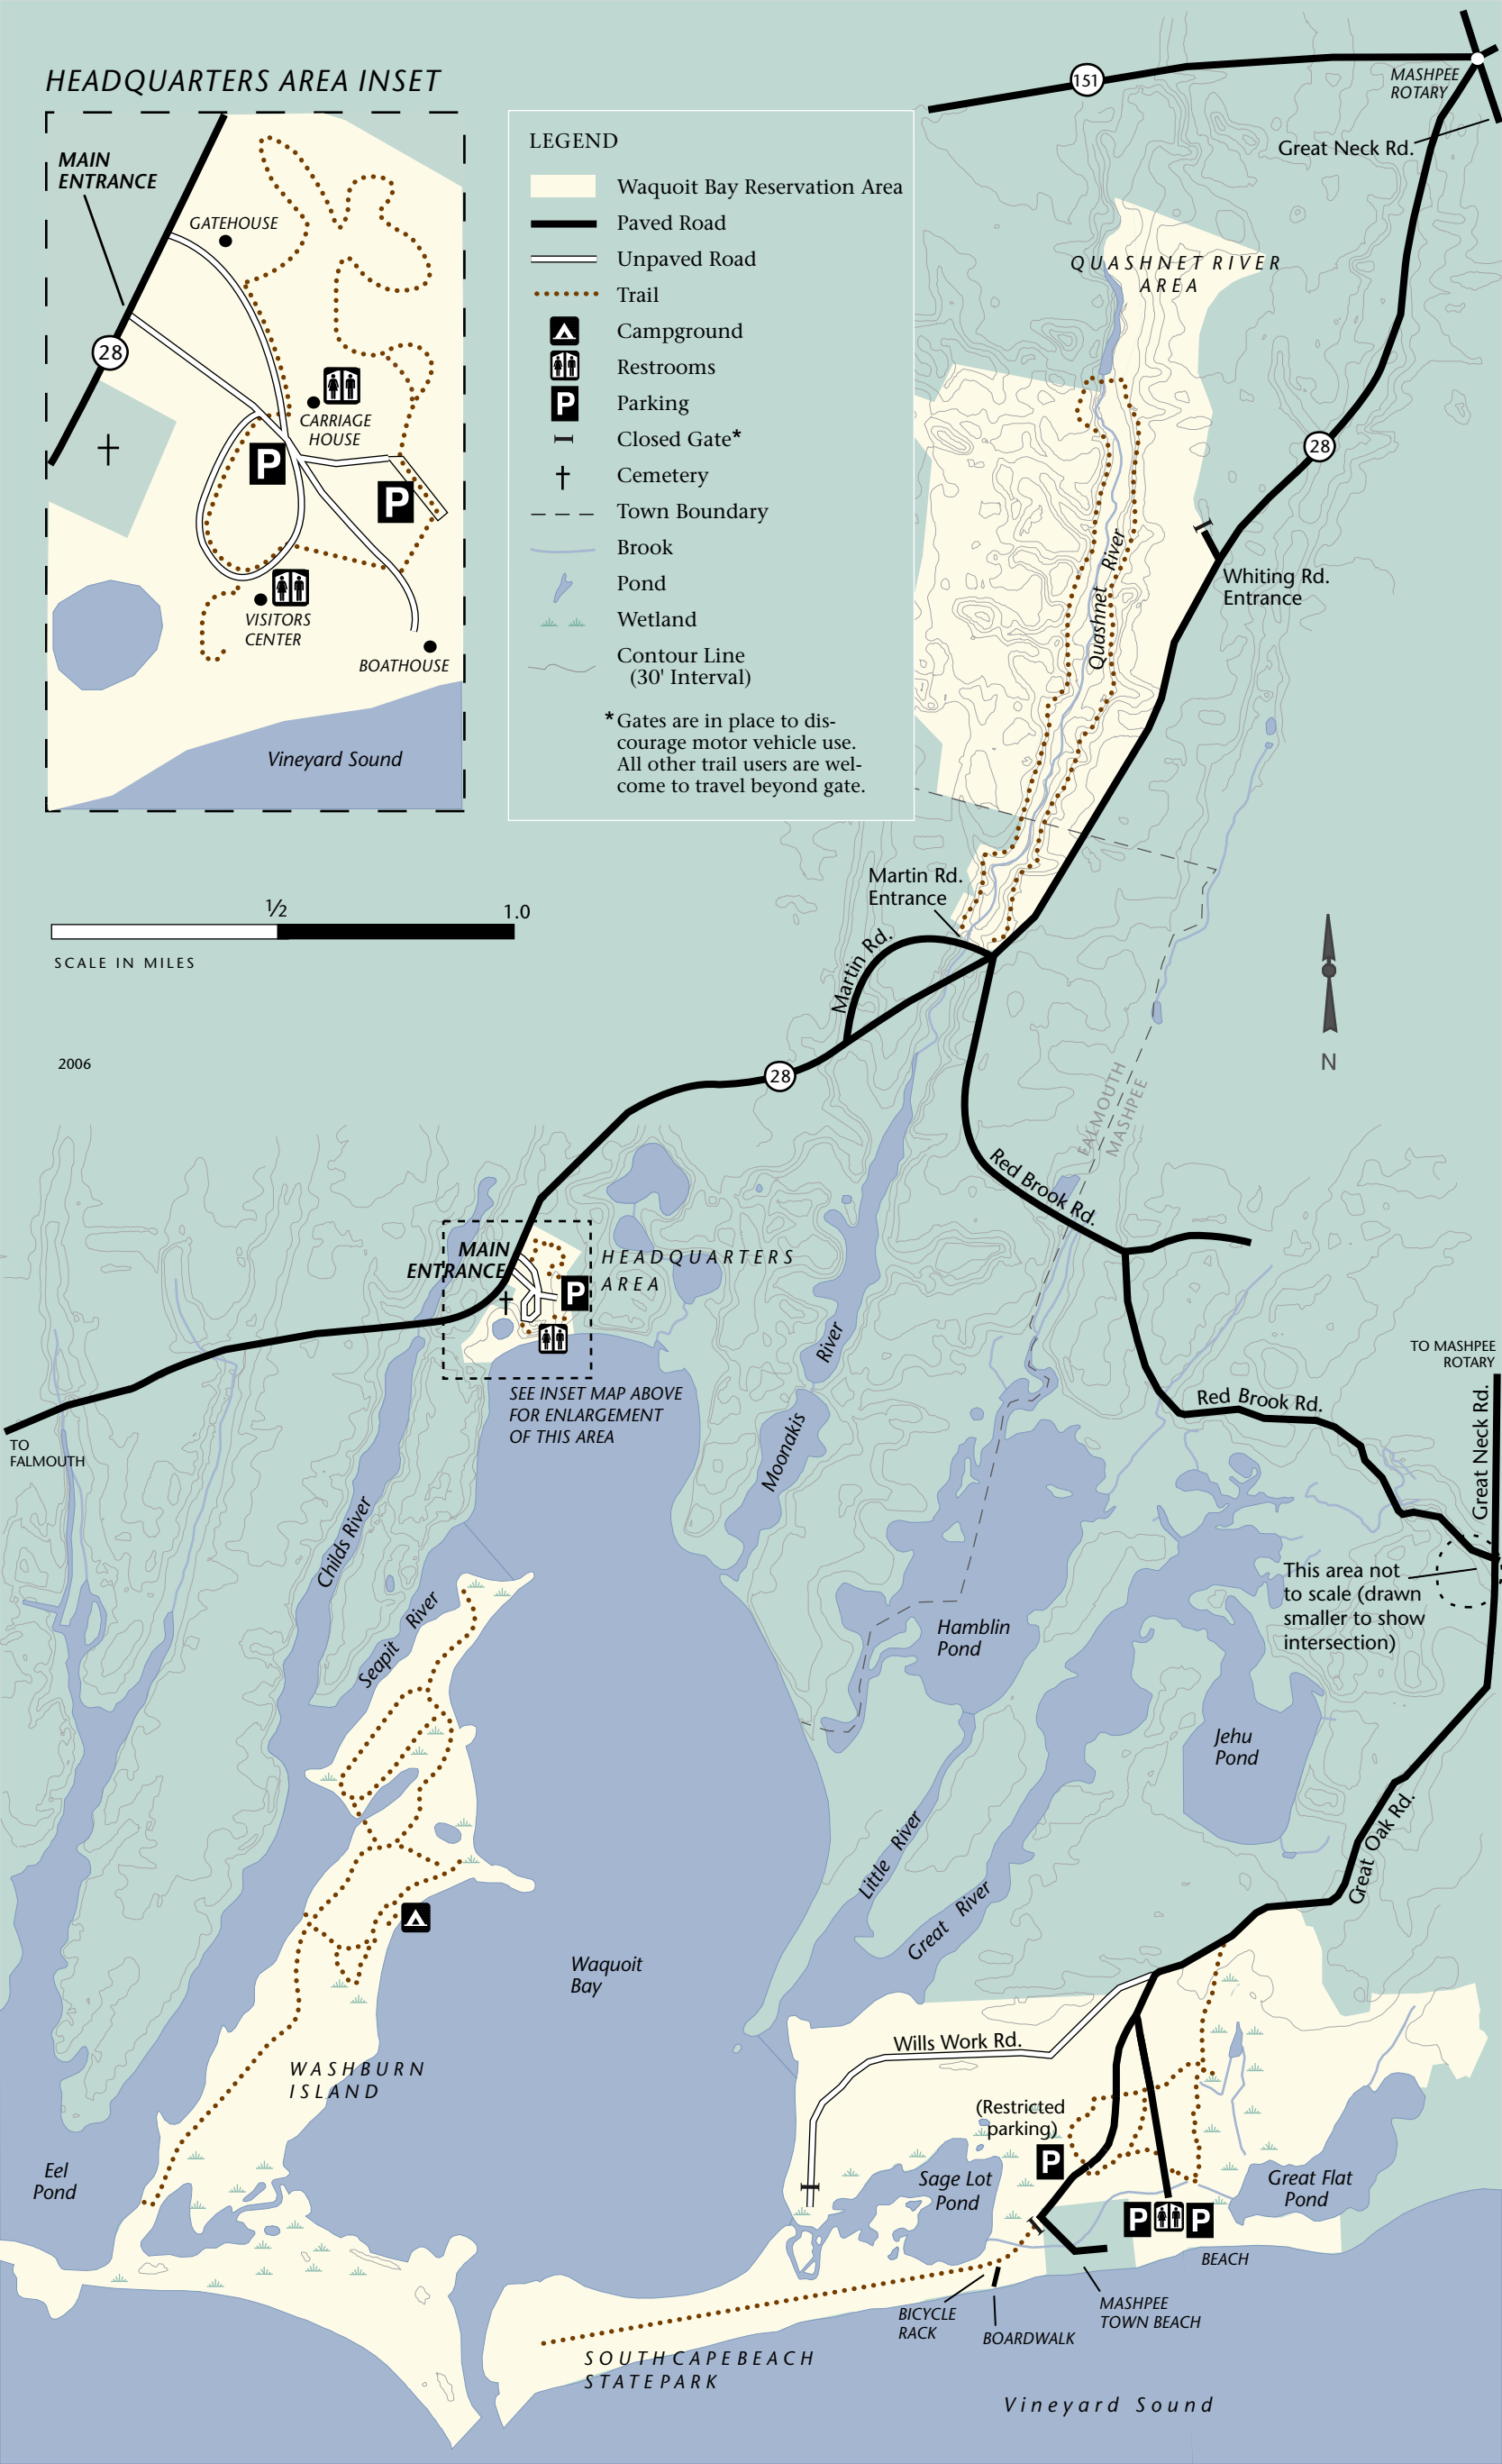 HEADQUARTERS AREA INSET
MAIN
ENTRANCE
GATEHOUSE
28
CARRIAGE
HOUSE
P
P
VISITORS
CENTER
BOATHOUSE
Vineyard Sound
LEGEND
Waquoit Bay Reservation Area
Paved Road
Unpaved Road
Trail
Campground
Restrooms
P Parking
Closed Gate*
Cemetery
Town Boundary
Brook
Pond
Wetland
Contour Line
(30' Interval)
*Gates are in place to dis-
courage motor vehicle use.
All other trail users are wel-
come to travel beyond gate.
151
MASHPEE
ROTARY
Great Neck Rd.
QUASHNET RIVER
AREA
28
Quashnet River
Whiting Rd.
Entrance
Martin Rd.
Entrance
Martin Rd.
½
1.0
SCALE IN MILES
2006
N
28
FALMOUTH
MASHPEE
Red Brook Rd.
MAIN
ENTRANCE
HEADQUARTERS
AREA
P
SEE INSET MAP ABOVE
FOR ENLARGEMENT
OF THIS AREA
TO
FALMOUTH
Moonakis River
TO MASHPEE
ROTARY
Red Brook Rd.
Great Neck Rd.
This area not
to scale (drawn
smaller to show
intersection)
Childs River
Seapit River
Hamblin
Pond
Jehu
Pond
Great Oak Rd.
Little River
Great River
Waquoit
Bay
WASHBURN
ISLAND
Eel
Pond
Wills Work Rd.
(Restricted
parking)
P
Sage Lot
Pond
Great Flat
Pond
P
P
BEACH
BICYCLE
RACK
BOARDWALK
MASHPEE
TOWN BEACH
SOUTH CAPE BEACH
STATE PARK
Vineyard Sound